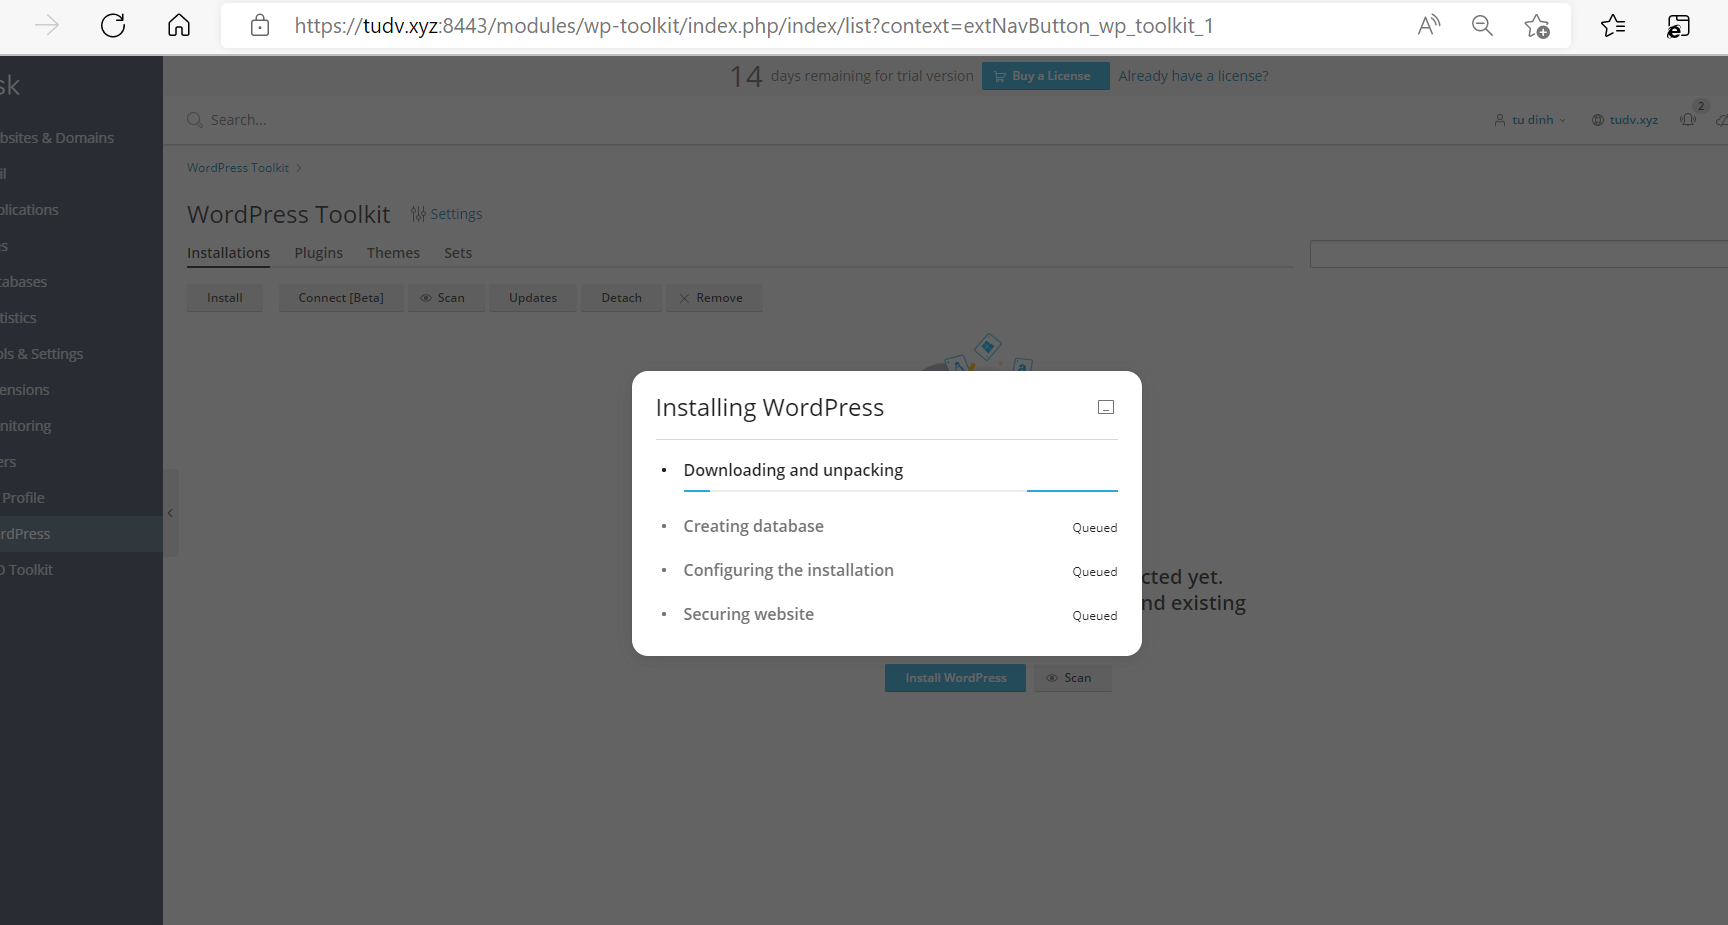 https://tudv.xyz:8443/modules/wp-toolkit/index.php/index/list?context=extNavButton_wp_toolkit_1
sk
14 days remaining for trial version Buy a License Already have a license?
Search...
tu dinh
tudv.xyz
2
bsites & Domains
il
plications
s
tabases
tistics
ols & Settings
ensions
nitoring
ers
Profile
rdPress
O Toolkit
WordPress Toolkit
WordPress Toolkit Settings
Installations Plugins Themes Sets
Install Connect [Beta] Scan Updates Detach Remove
Installing WordPress
Downloading and unpacking
Creating database Queued
Configuring the installation Queued
Securing website Queued
cted yet.
nd existing
Install WordPress Scan